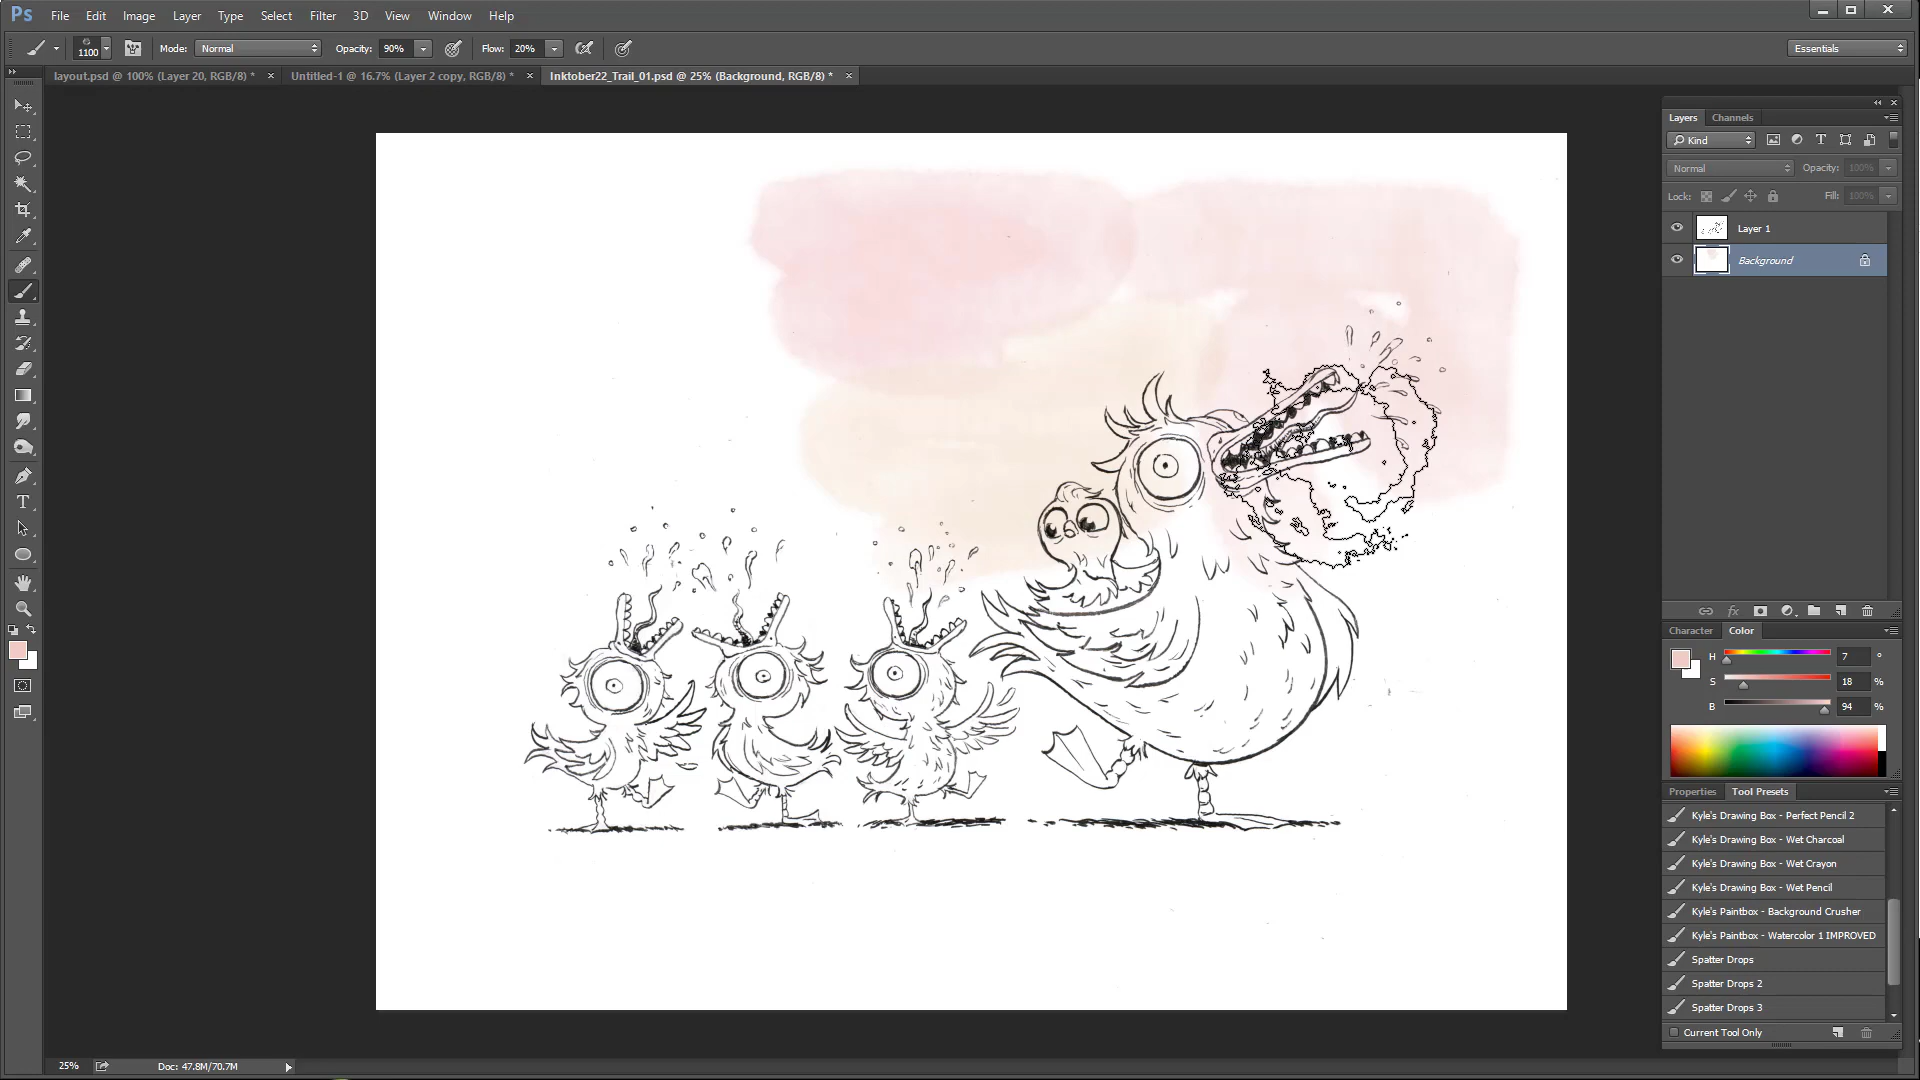 Ps File Edit Image Layer Type Select Filter 3D View Window Help
1100 Mode: Normal Opacity: 90% Flow: 20% Essentials
layout.psd @ 100% (Layer 20, RGB/8) * × Untitled-1 @ 16.7% (Layer 2 copy, RGB/8) * × Inktober22_Trail_01.psd @ 25% (Background, RGB/8) * ×
Layers Channels
Kind
Normal Opacity: 100%
Lock: Fill: 100%
Layer 1
Background
fx
Character Color
H 7 °
S 18 %
B 94 %
Properties Tool Presets
Kyle's Drawing Box - Perfect Pencil 2
Kyle's Drawing Box - Wet Charcoal
Kyle's Drawing Box - Wet Crayon
Kyle's Drawing Box - Wet Pencil
Kyle's Paintbox - Background Crusher
Kyle's Paintbox - Watercolor 1 IMPROVED
Spatter Drops
Spatter Drops 2
Spatter Drops 3
Current Tool Only
25% Doc: 47.8M/70.7M